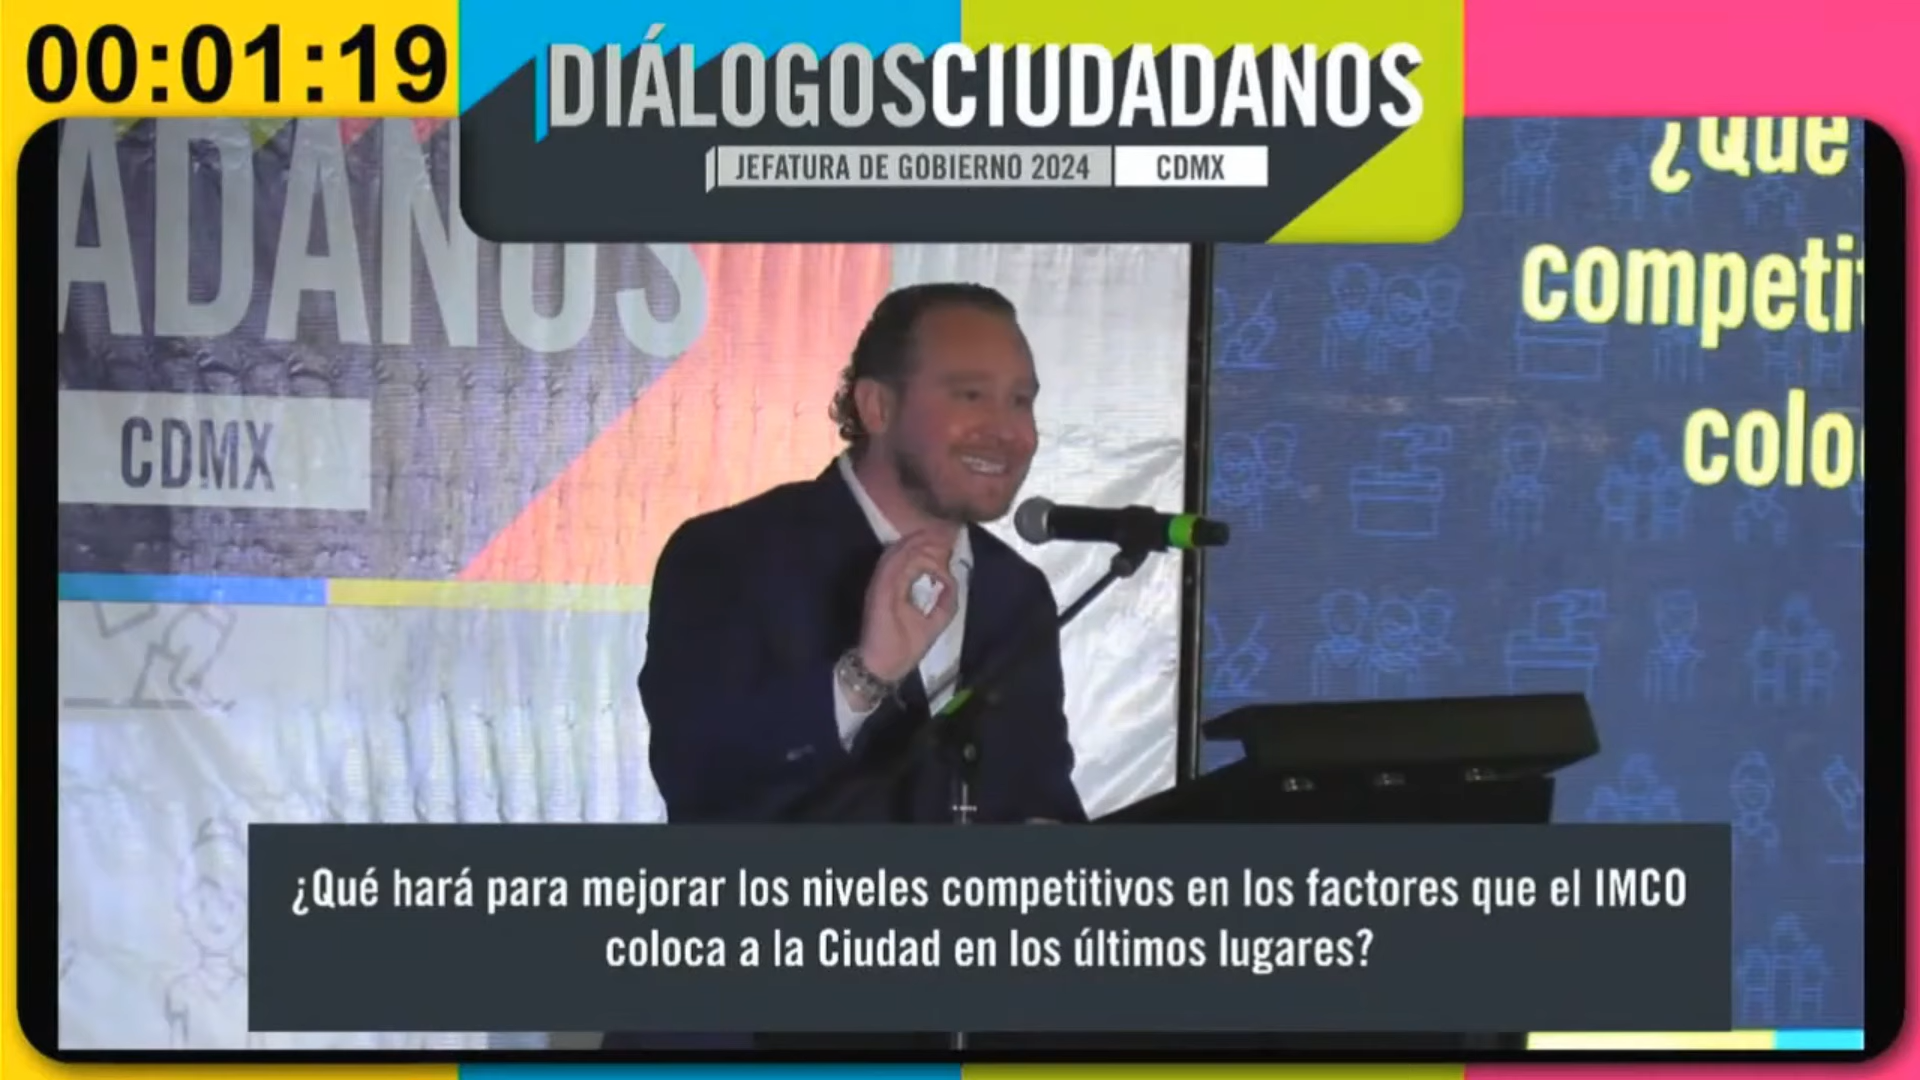 00:01:19
DIÁLOGOSCIUDADANOS
JEFATURA DE GOBIERNO 2024 CDMX
ADANOS
CDMX
¿Qué
competi
colo
¿Qué hará para mejorar los niveles competitivos en los factores que el IMCO
coloca a la Ciudad en los últimos lugares?